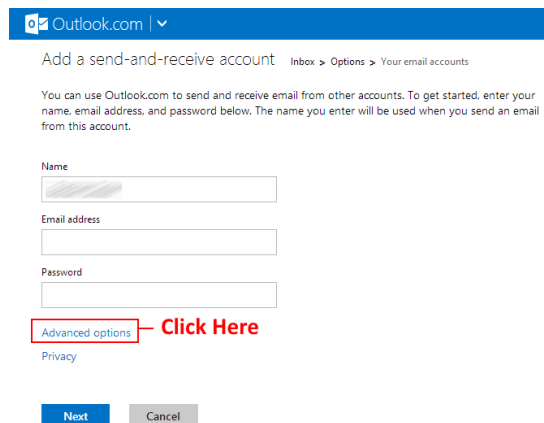 Outlook.com
Add a send-and-receive account Inbox > Options > Your email accounts
You can use Outlook.com to send and receive email from other accounts. To get started, enter your
name, email address, and password below. The name you enter will be used when you send an email
from this account.
Name
Email address
Password
Advanced options Click Here
Privacy
Next Cancel